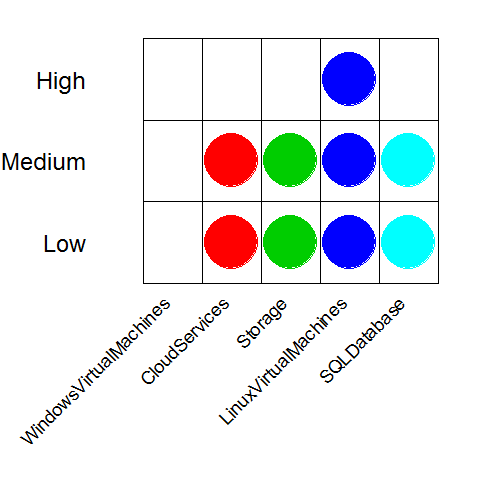 High
Medium
Low
WindowsVirtualMachines
CloudServices
Storage
LinuxVirtualMachines
SQLDatabase